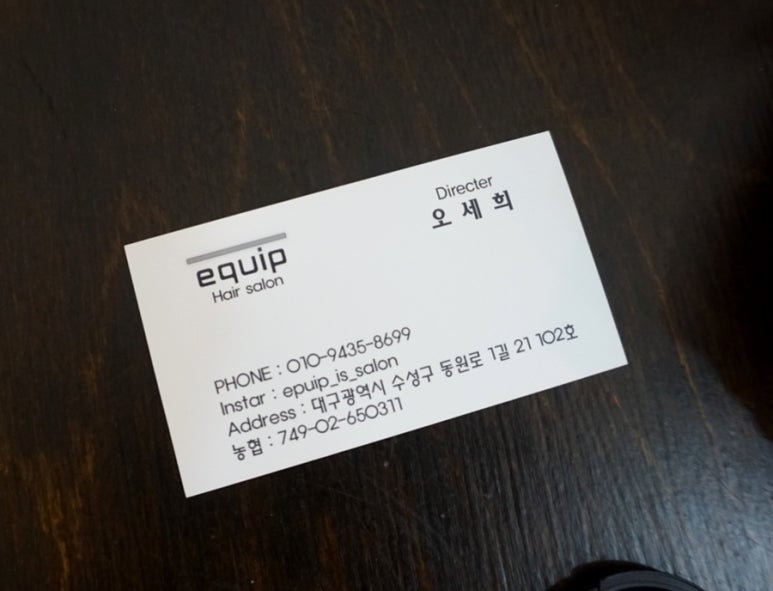 Directer
오세희
equip
Hair salon
PHONE : 010-9435-8699
Instar : epuip_is_salon
Address : 대구광역시 수성구 동원로 1길 21 102호
농협 : 749-02-650311